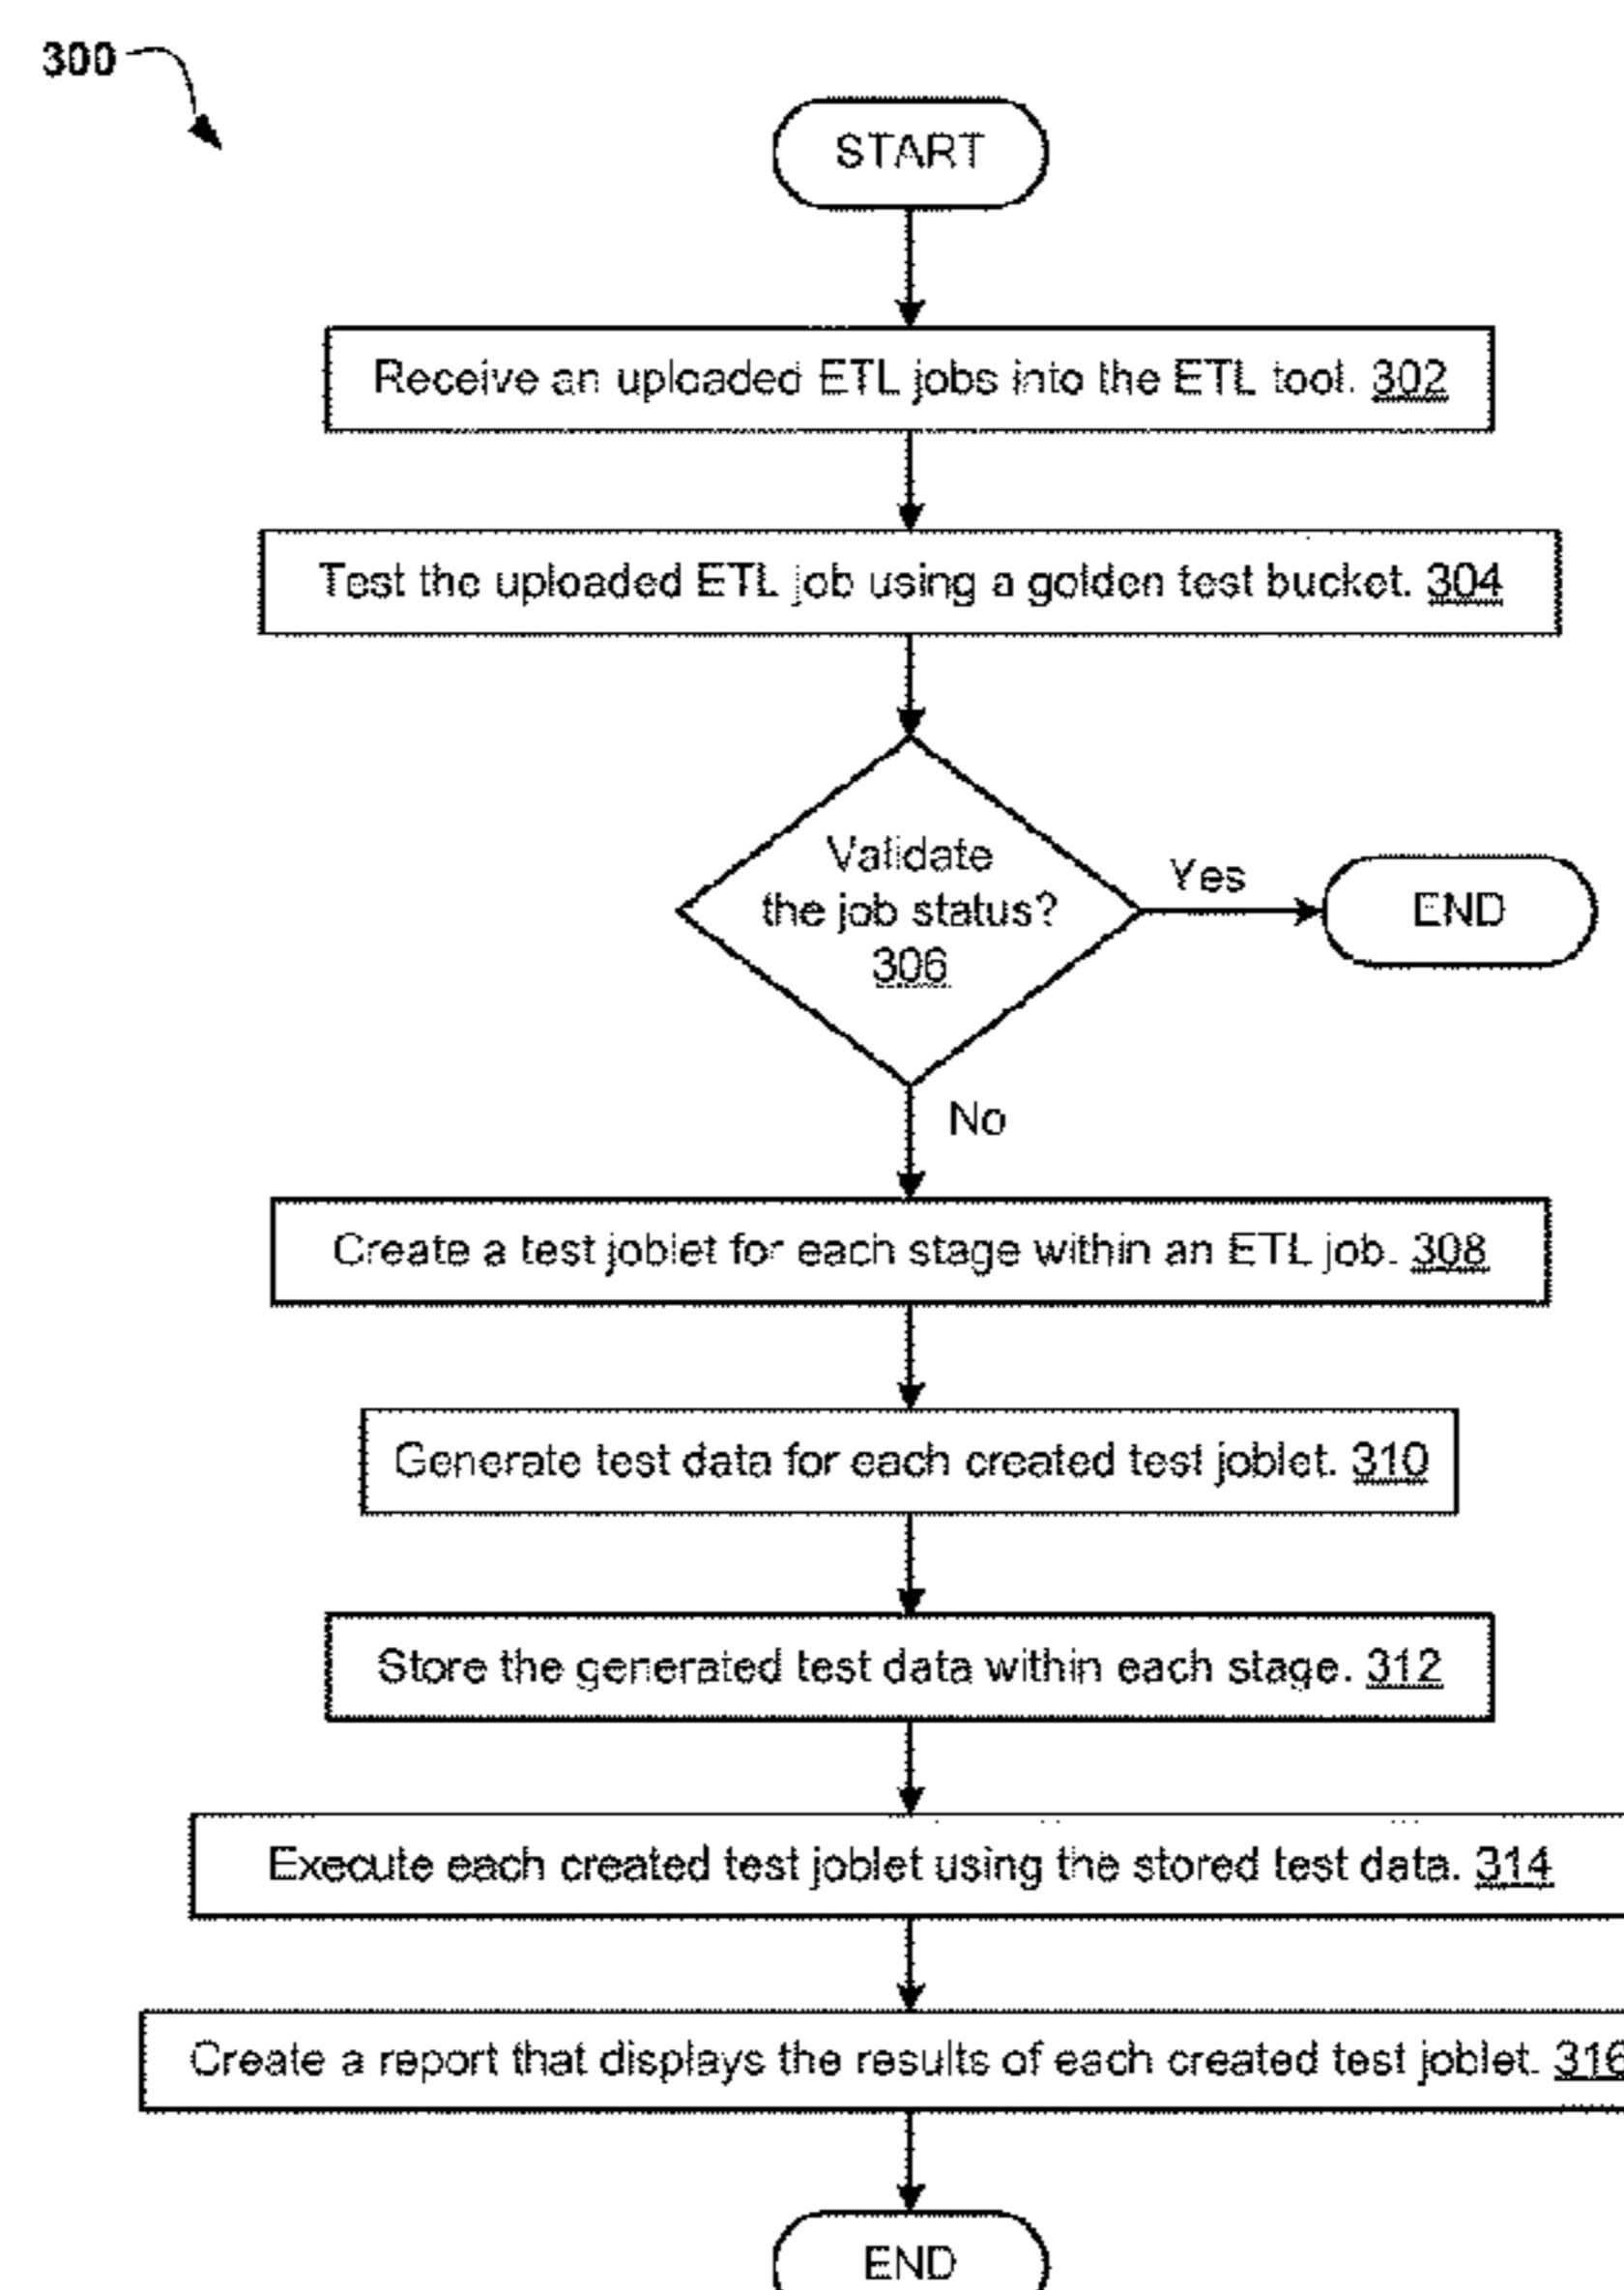 300
START
Receive an uploaded ETL jobs into the ETL tool. 302
Test the uploaded ETL job using a golden test bucket. 304
Validate
the job status?
306
Yes
END
No
Create a test joblet for each stage within an ETL job. 308
Generate test data for each created test joblet. 310
Store the generated test data within each stage. 312
Execute each created test joblet using the stored test data. 314
Create a report that displays the results of each created test joblet. 316
END